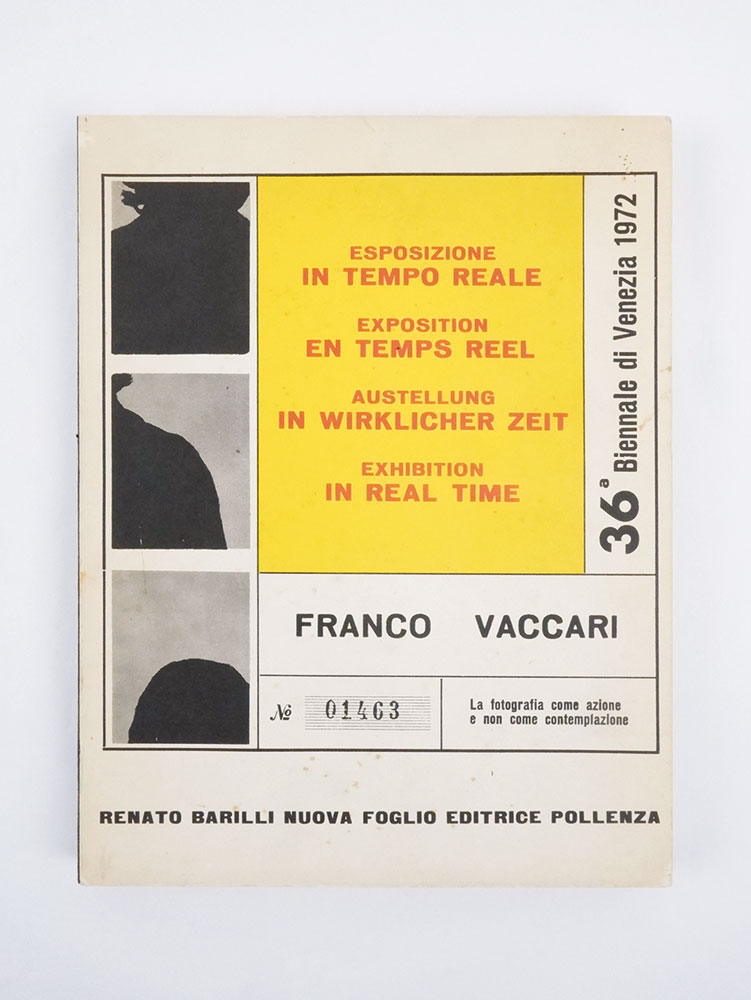 ESPOSIZIONE
IN TEMPO REALE
EXPOSITION
EN TEMPS REEL
AUSTELLUNG
IN WIRKLICHER ZEIT
EXHIBITION
IN REAL TIME
36ª Biennale di Venezia 1972
FRANCO VACCARI
№ 01463
La fotografia come azione
e non come contemplazione
RENATO BARILLI NUOVA FOGLIO EDITRICE POLLENZA